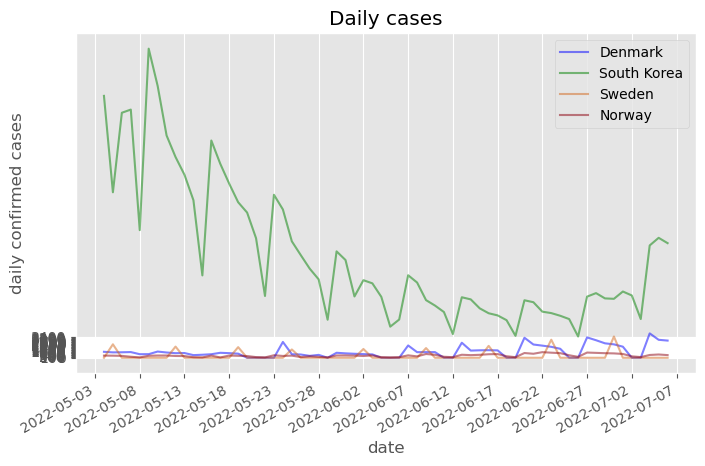 Daily cases
Denmark
South Korea
Sweden
Norway
daily confirmed cases
2022-05-03
2022-05-08
2022-05-13
2022-05-18
2022-05-23
2022-05-28
2022-06-02
2022-06-07
2022-06-12
2022-06-17
2022-06-22
2022-06-27
2022-07-02
2022-07-07
date